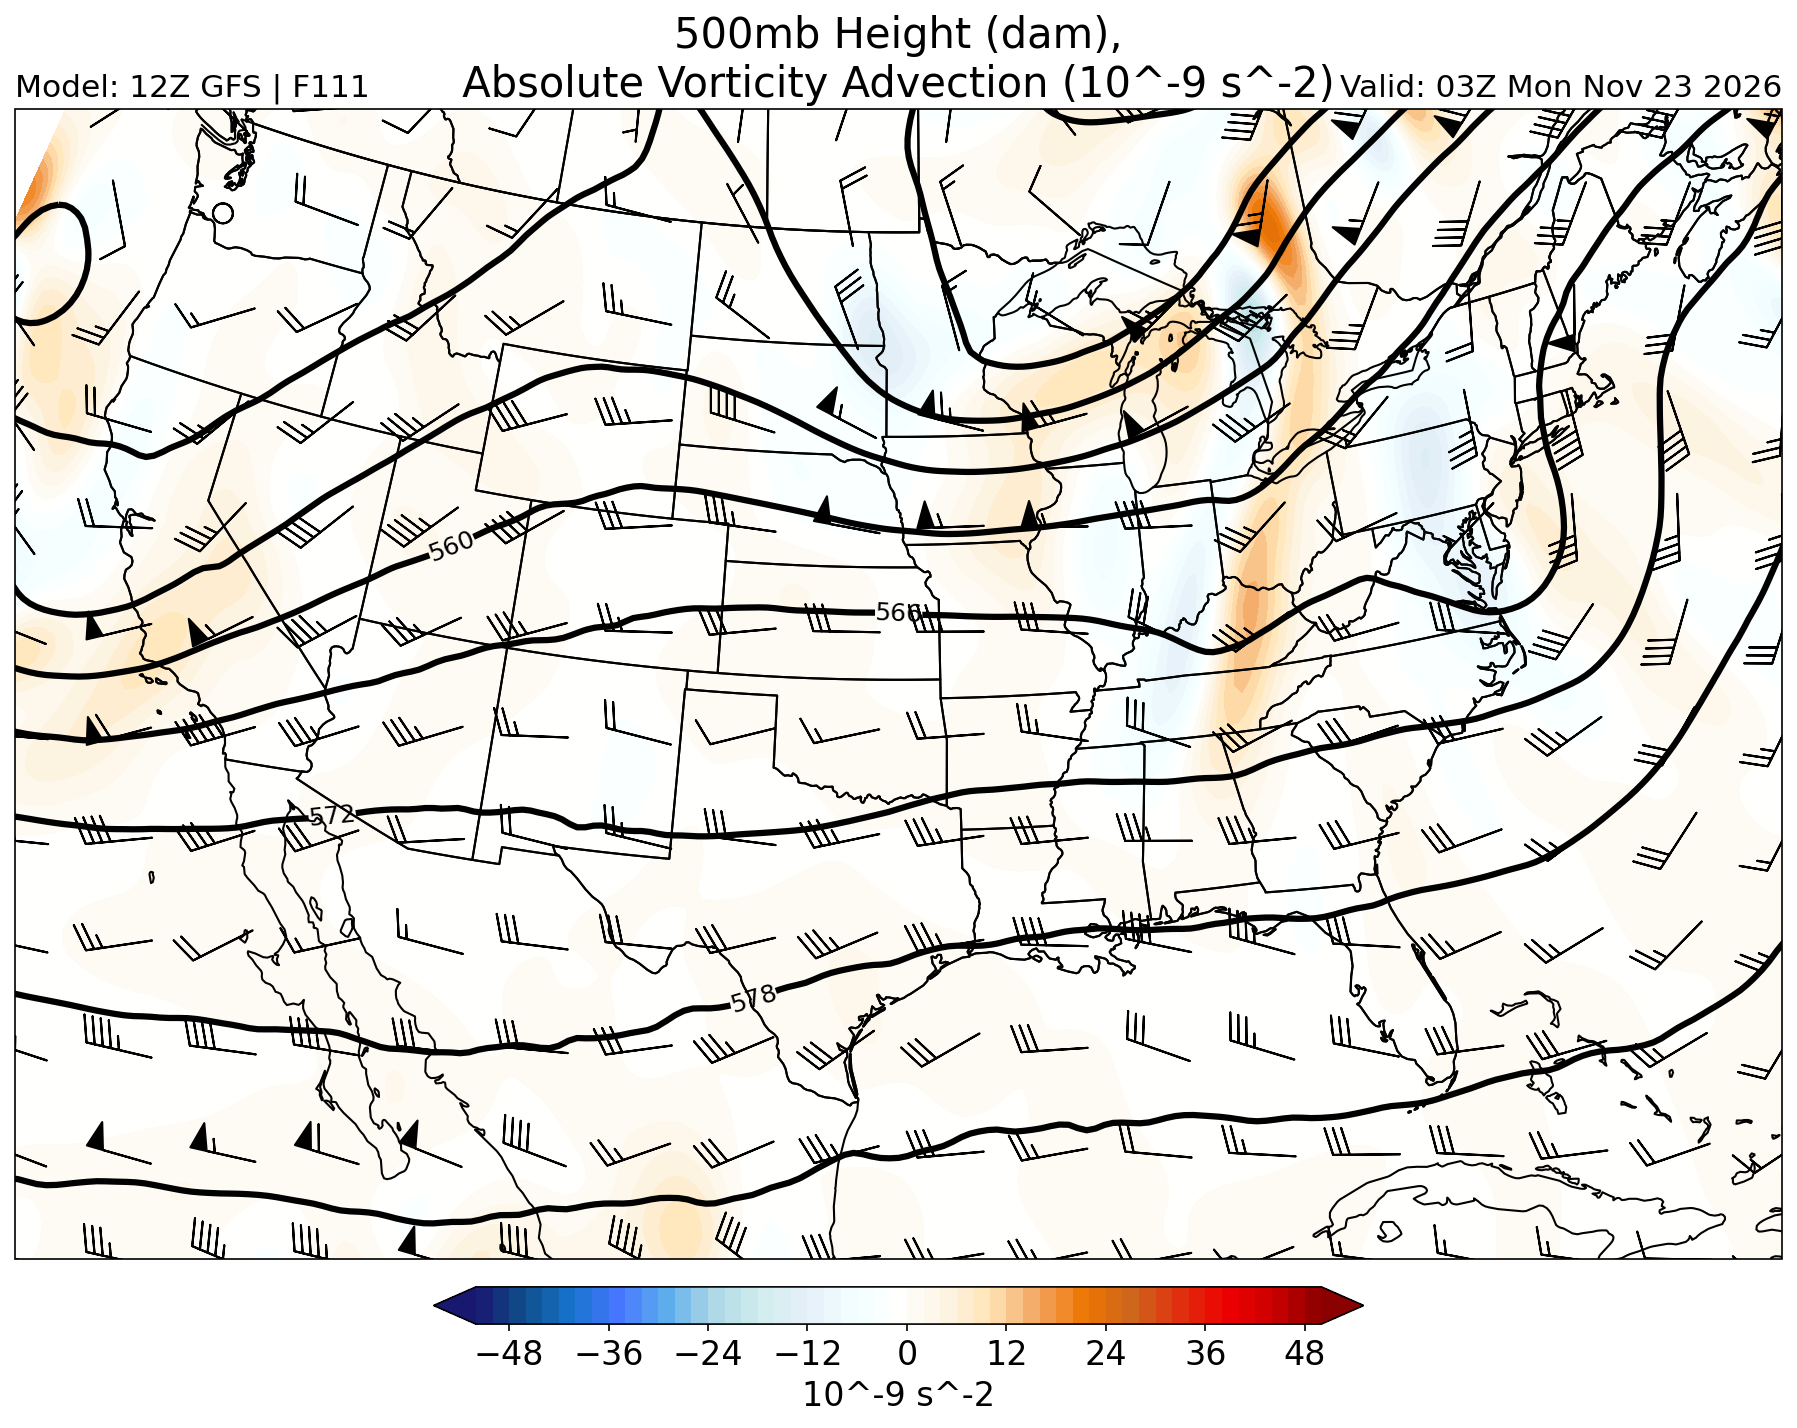 500mb Height (dam),
Model: 12Z GFS | F111
Absolute Vorticity Advection (10^-9 s^-2)
Valid: 03Z Mon Nov 23 2026
560
566
572
578
−48 −36 −24 −12 0 12 24 36 48
10^-9 s^-2